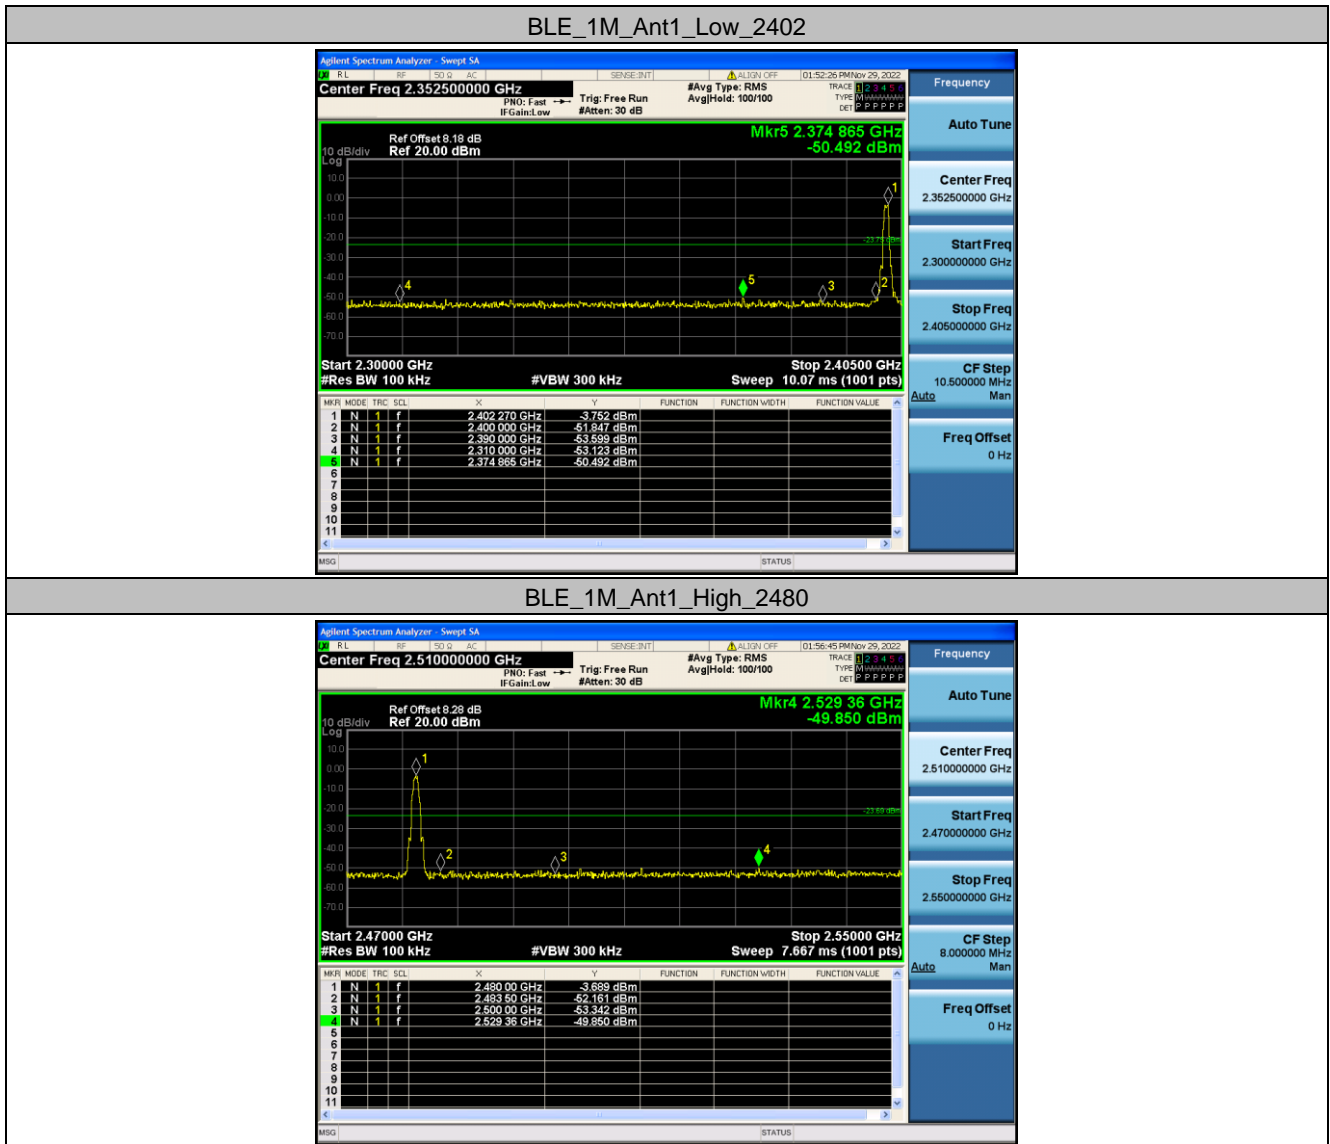 BLE_1M_Ant1_Low_2402
Agilent Spectrum Analyzer - Swept SA
RL RF 50 Ω AC SENSE:INT ALIGN OFF 01:52:26 PM Nov 29, 2022
Center Freq 2.352500000 GHz #Avg Type: RMS TRACE 1 2 3 4 5 6
PNO: Fast Trig: Free Run Avg|Hold: 100/100 TYPE M
IFGain:Low #Atten: 30 dB DET P P P P P P
Mkr5 2.374 865 GHz
-50.492 dBm
Ref Offset 8.18 dB
10 dB/div Ref 20.00 dBm
Log
10.0
0.00
-10.0
-20.0
-30.0
-40.0
-50.0
-60.0
-70.0
1
-23.75 dBm
4 5 3 2
Start 2.30000 GHz Stop 2.40500 GHz
#Res BW 100 kHz #VBW 300 kHz Sweep 10.07 ms (1001 pts)
MKR MODE TRC SCL X Y FUNCTION FUNCTION WIDTH FUNCTION VALUE
1 N 1 f 2.402 270 GHz -3.752 dBm
2 N 1 f 2.400 000 GHz -51.847 dBm
3 N 1 f 2.390 000 GHz -53.599 dBm
4 N 1 f 2.310 000 GHz -53.123 dBm
5 N 1 f 2.374 865 GHz -50.492 dBm
6
7
8
9
10
11
MSG STATUS
Frequency
Auto Tune
Center Freq
2.352500000 GHz
Start Freq
2.300000000 GHz
Stop Freq
2.405000000 GHz
CF Step
10.500000 MHz
Auto Man
Freq Offset
0 Hz
BLE_1M_Ant1_High_2480
Agilent Spectrum Analyzer - Swept SA
RL RF 50 Ω AC SENSE:INT ALIGN OFF 01:56:45 PM Nov 29, 2022
Center Freq 2.510000000 GHz #Avg Type: RMS TRACE 1 2 3 4 5 6
PNO: Fast Trig: Free Run Avg|Hold: 100/100 TYPE M
IFGain:Low #Atten: 30 dB DET P P P P P P
Mkr4 2.529 36 GHz
-49.850 dBm
Ref Offset 8.28 dB
10 dB/div Ref 20.00 dBm
Log
10.0
0.00
-10.0
-20.0
-30.0
-40.0
-50.0
-60.0
-70.0
1
-23.69 dBm
2 3 4
Start 2.47000 GHz Stop 2.55000 GHz
#Res BW 100 kHz #VBW 300 kHz Sweep 7.667 ms (1001 pts)
MKR MODE TRC SCL X Y FUNCTION FUNCTION WIDTH FUNCTION VALUE
1 N 1 f 2.480 00 GHz -3.689 dBm
2 N 1 f 2.483 50 GHz -52.161 dBm
3 N 1 f 2.500 00 GHz -53.342 dBm
4 N 1 f 2.529 36 GHz -49.850 dBm
5
6
7
8
9
10
11
MSG STATUS
Frequency
Auto Tune
Center Freq
2.510000000 GHz
Start Freq
2.470000000 GHz
Stop Freq
2.550000000 GHz
CF Step
8.000000 MHz
Auto Man
Freq Offset
0 Hz